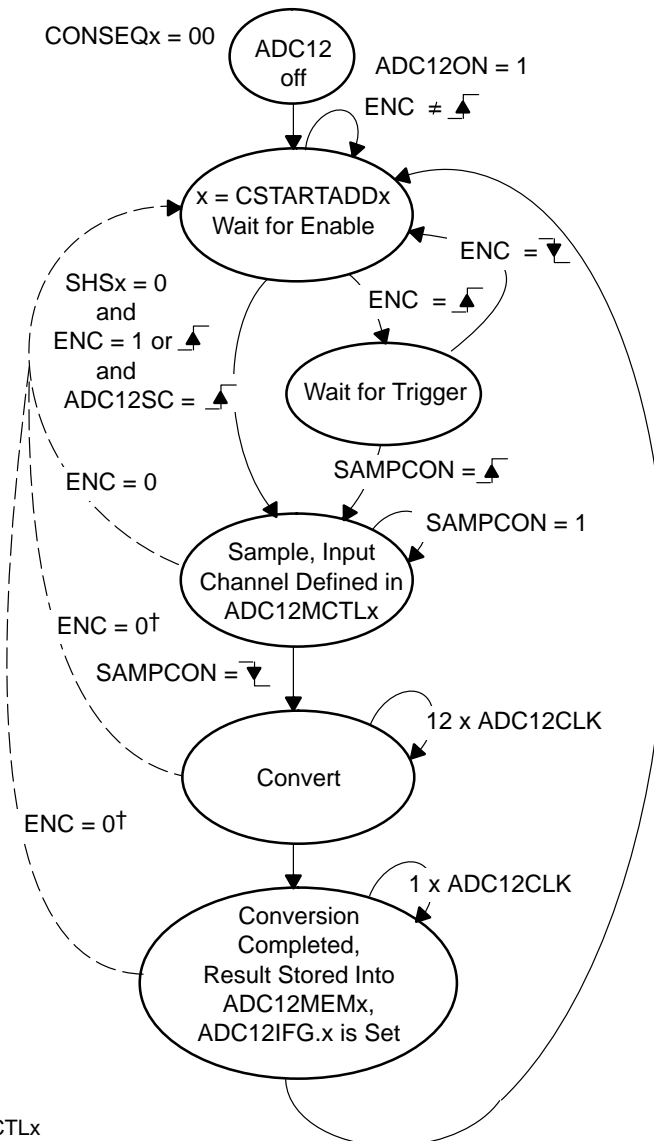 CONSEQx = 00
ADC12
off
ADC12ON = 1
ENC ≠
x = CSTARTADDx
Wait for Enable
ENC =
SHSx = 0
and
ENC = 1 or
and
ADC12SC =
ENC =
Wait for Trigger
SAMPCON =
ENC = 0
SAMPCON = 1
Sample, Input
Channel Defined in
ADC12MCTLx
ENC = 0†
SAMPCON =
12 x ADC12CLK
Convert
ENC = 0†
1 x ADC12CLK
Conversion
Completed,
Result Stored Into
ADC12MEMx,
ADC12IFG.x is Set
CTLx